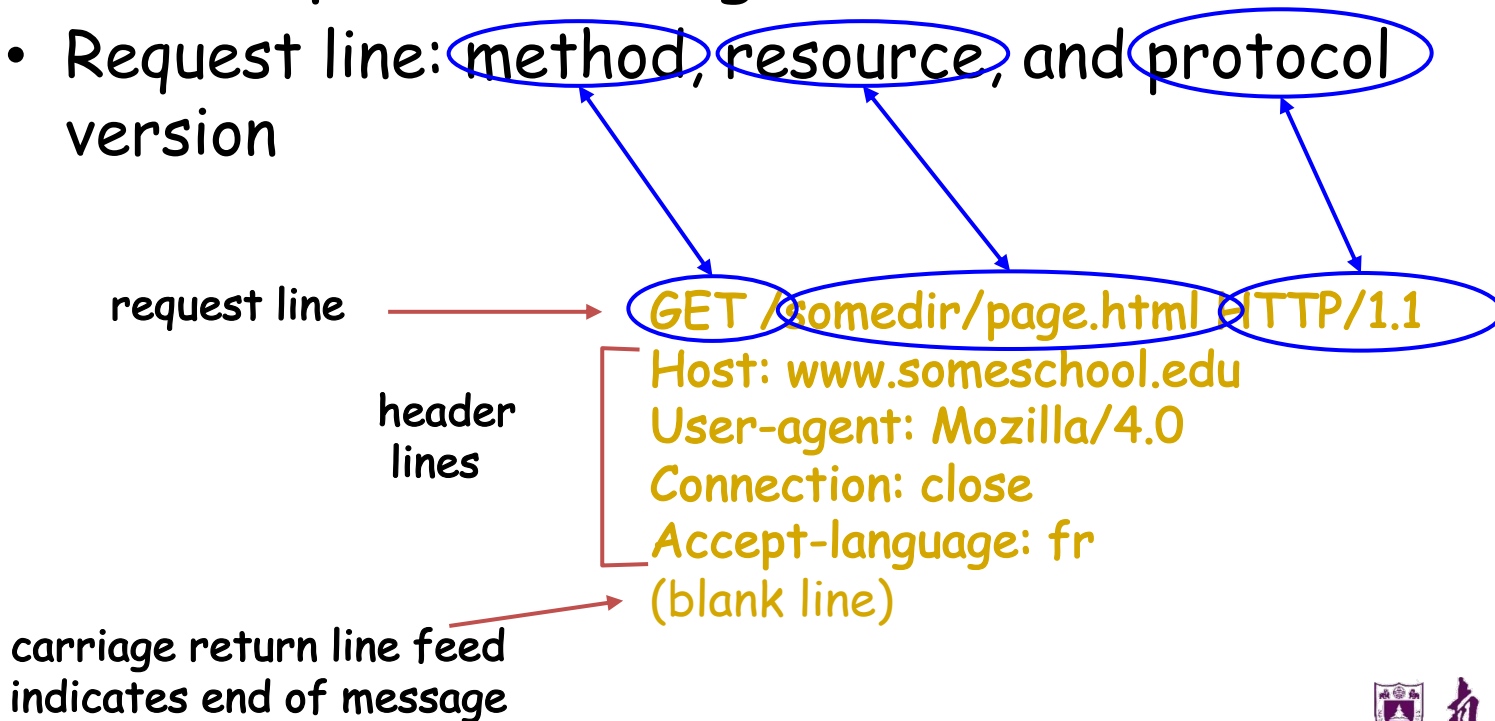 • Request line: method, resource, and protocol
version
request line
GET /somedir/page.html HTTP/1.1
Host: www.someschool.edu
User-agent: Mozilla/4.0
Connection: close
Accept-language: fr
(blank line)
header
lines
carriage return line feed
indicates end of message